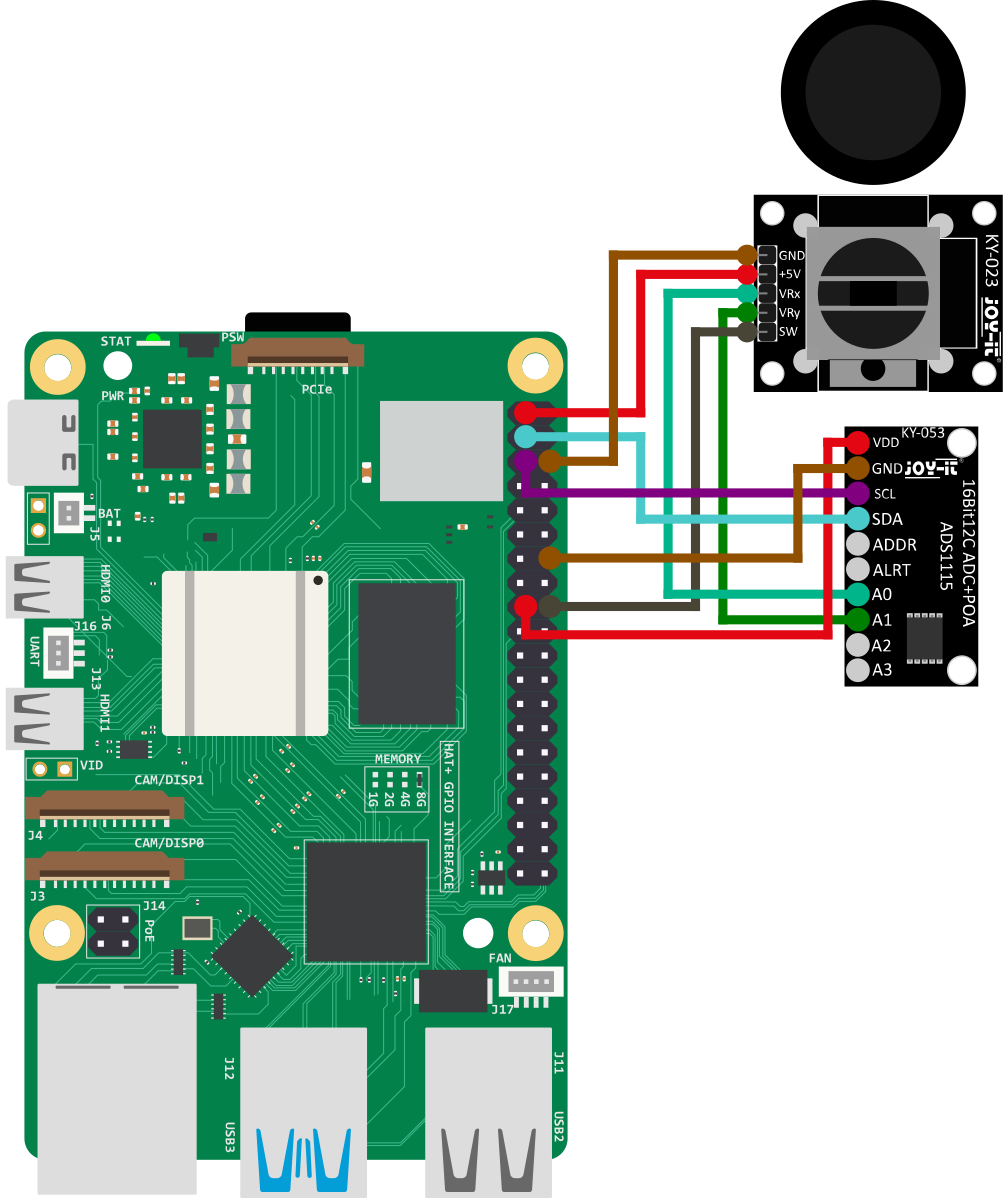 KY-023
JOY-IT
GND
+5V
VRx
VRy
SW
KY-053
JOY-IT®
16Bit12C ADC+POA
ADS1115
VDD
GND
SCL
SDA
ADDR
ALRT
A0
A1
A2
A3
STAT
PSW
PCIe
PWR
BAT
J5
HDMI0
J6
J16
UART
J13
HDMI1
VID
CAM/DISP1
J4
CAM/DISP0
J3
J14
PoE
MEMORY
1G
2G
4G
8G
HAT+ GPIO INTERFACE
FAN
J17
J12
USB3
J11
USB2